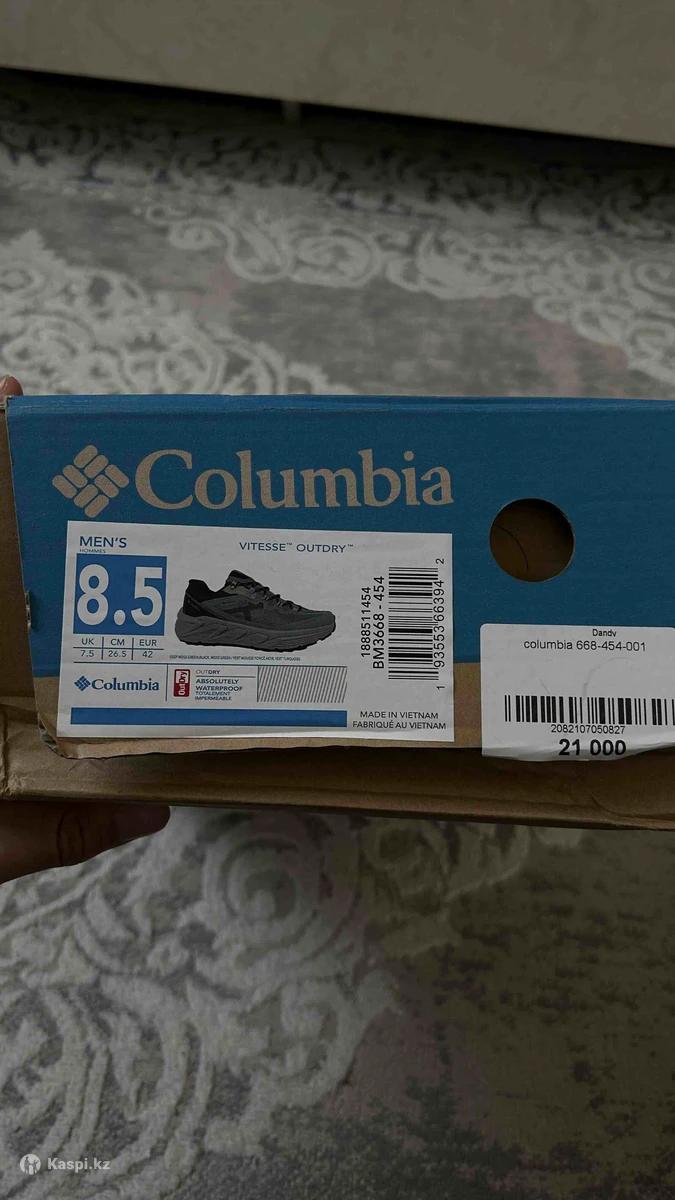 Columbia
MEN'S
HOMMES
VITESSE™ OUTDRY™
8.5
UK CM EUR
7.5 26.5 42
1888511454
BM3668 - 454
1 93553 66394 2
Columbia
OutDry
OUTDRY
ABSOLUTELY
WATERPROOF
TOTALEMENT
IMPERMÉABLE
MADE IN VIETNAM
FABRIQUÉ AU VIETNAM
Dandy
columbia 668-454-001
2082107050827
21 000
Kaspi.kz